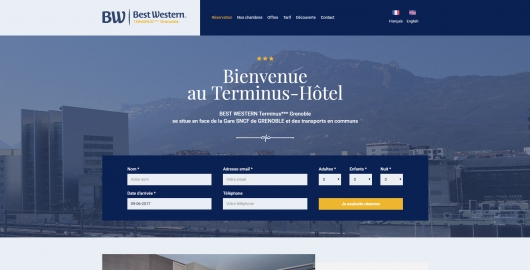 BW Best Western.
TERMINUS*** Grenoble
Réservation Nos chambres Offres Tarif Découverte Contact
Français English
Bienvenue
au Terminus-Hôtel
BEST WESTERN Terminus*** Grenoble
se situe en face de la Gare SNCF de GRENOBLE et des transports en communs
Nom * Adresse email * Adultes * Enfants * Nuit *
Votre nom Votre email
Date d'arrivée * Téléphone
09-06-2017 Votre téléphone Je souhaite réserver